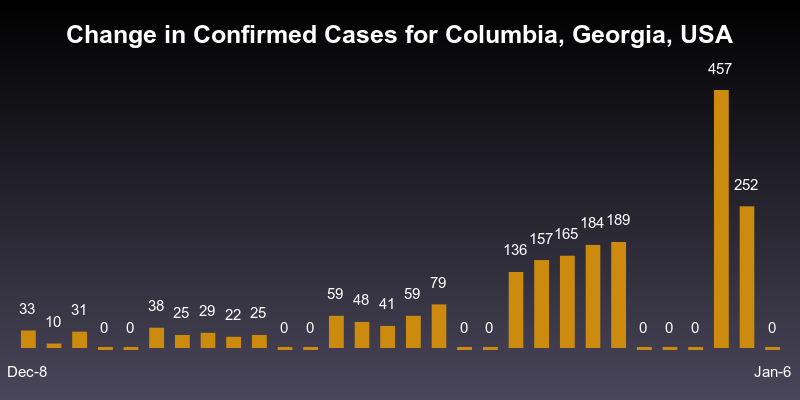 Change in Confirmed Cases for Columbia, Georgia, USA
457
252
136 157 165 184 189
59 48 41 59 79
33 10 31 0 0 38 25 29 22 25 0 0 0 0 0 0 0 0
Dec-8 Jan-6